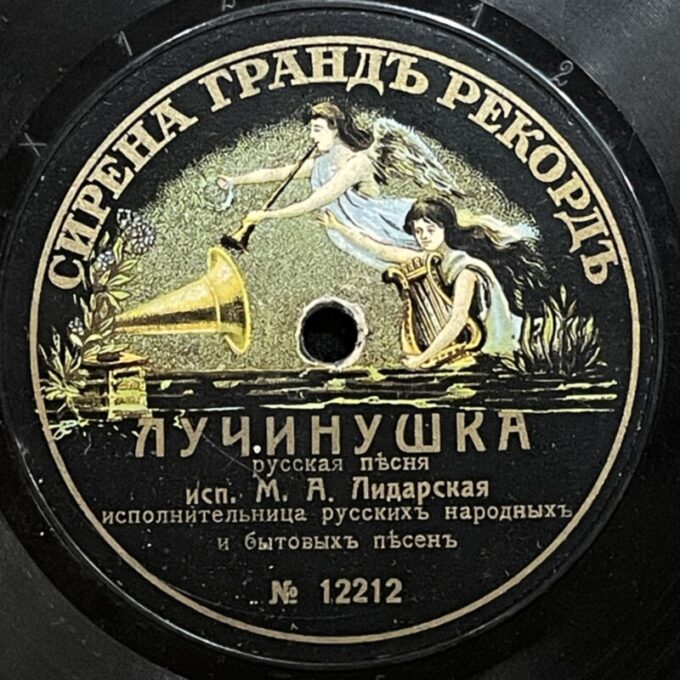 СИРЕНА ГРАНДЪ РЕКОРДЪ
ЛУЧИНУШКА
русская пѣсня
исп. М. А. Лидарская
исполнительница русскихъ народныхъ
и бытовыхъ пѣсенъ
№ 12212